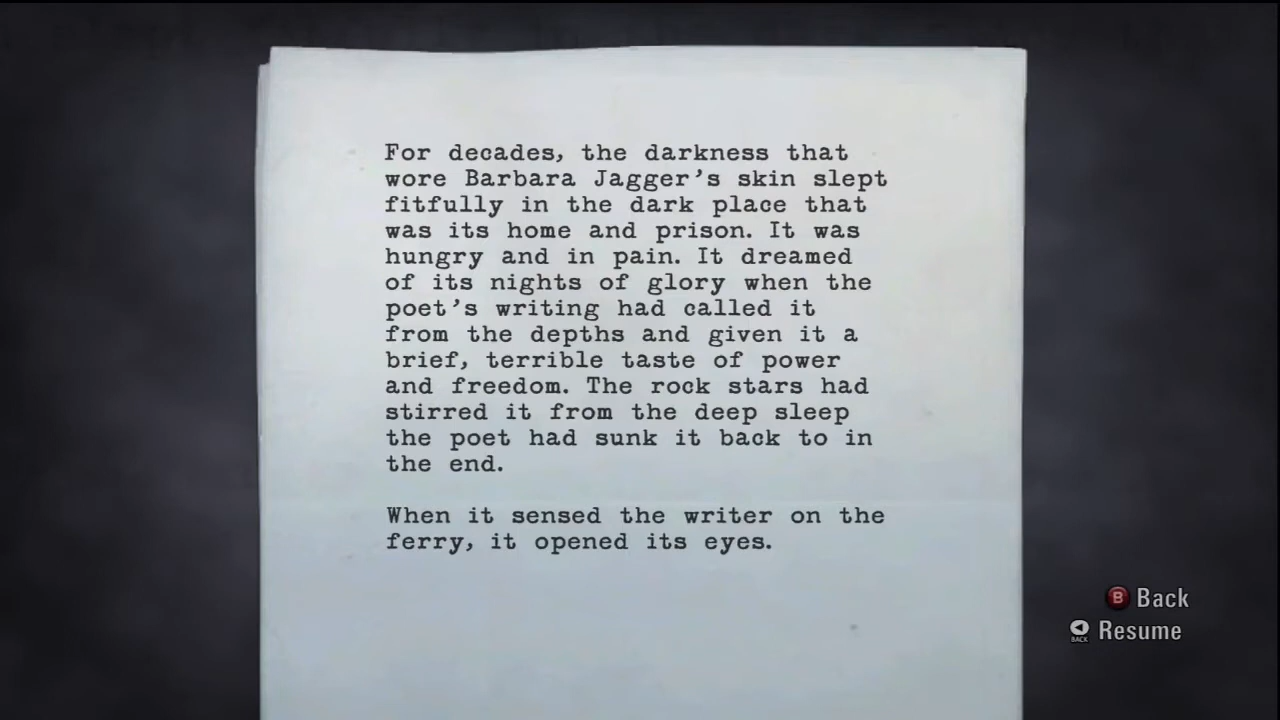 For decades, the darkness that
wore Barbara Jagger's skin slept
fitfully in the dark place that
was its home and prison. It was
hungry and in pain. It dreamed
of its nights of glory when the
poet's writing had called it
from the depths and given it a
brief, terrible taste of power
and freedom. The rock stars had
stirred it from the deep sleep
the poet had sunk it back to in
the end.
When it sensed the writer on the
ferry, it opened its eyes.
B Back
BACK Resume